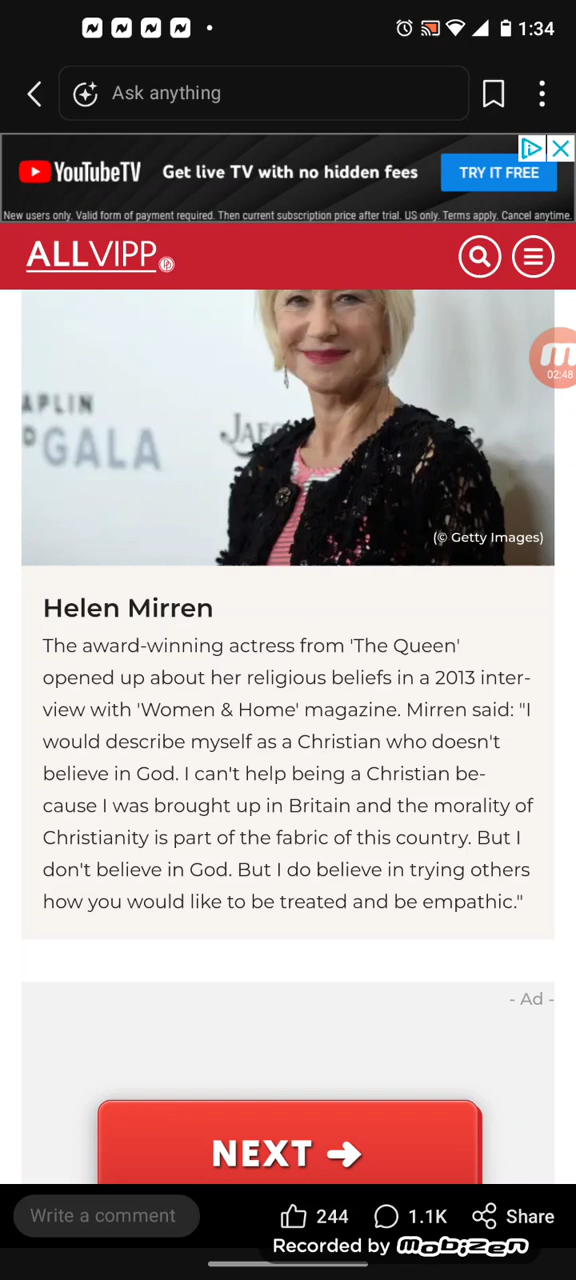 1:34
Ask anything
YouTubeTV Get live TV with no hidden fees TRY IT FREE
New users only. Valid form of payment required. Then current subscription price after trial. US only. Terms apply. Cancel anytime.
ALLVIPP
02:48
APLIN
GALA
(© Getty Images)
Helen Mirren
The award-winning actress from 'The Queen'
opened up about her religious beliefs in a 2013 inter-
view with 'Women & Home' magazine. Mirren said: "I
would describe myself as a Christian who doesn't
believe in God. I can't help being a Christian be-
cause I was brought up in Britain and the morality of
Christianity is part of the fabric of this country. But I
don't believe in God. But I do believe in trying others
how you would like to be treated and be empathic."
- Ad -
NEXT
Write a comment 244 1.1K Share
Recorded by mobizen